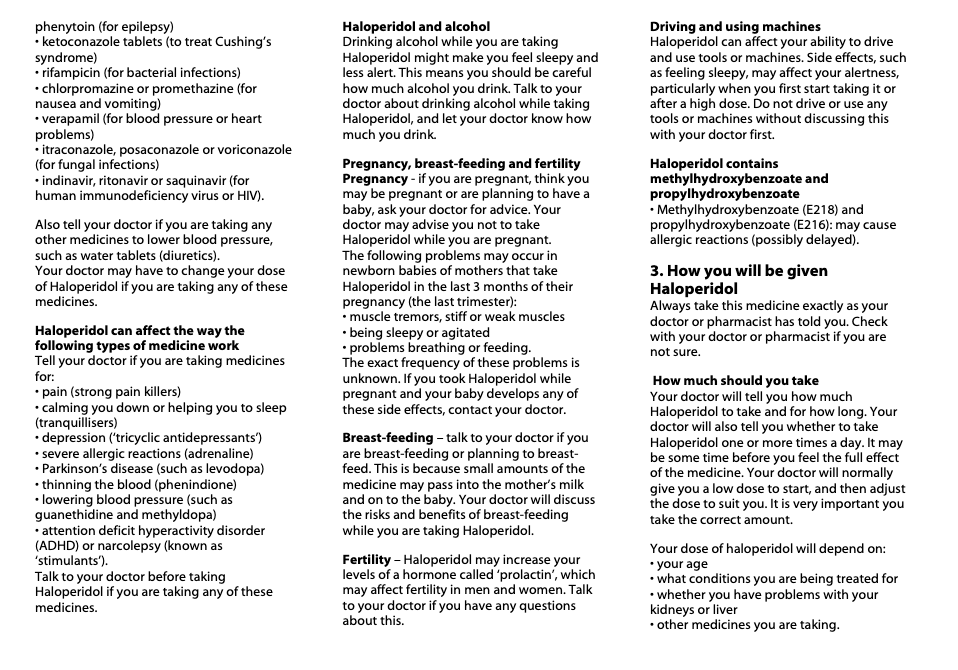 phenytoin (for epilepsy)
• ketoconazole tablets (to treat Cushing’s
syndrome)
• rifampicin (for bacterial infections)
• chlorpromazine or promethazine (for
nausea and vomiting)
• verapamil (for blood pressure or heart
problems)
• itraconazole, posaconazole or voriconazole
(for fungal infections)
• indinavir, ritonavir or saquinavir (for
human immunodeficiency virus or HIV).
Also tell your doctor if you are taking any
other medicines to lower blood pressure,
such as water tablets (diuretics).
Your doctor may have to change your dose
of Haloperidol if you are taking any of these
medicines.
Haloperidol can affect the way the
following types of medicine work
Tell your doctor if you are taking medicines
for:
• pain (strong pain killers)
• calming you down or helping you to sleep
(tranquillisers)
• depression (‘tricyclic antidepressants’)
• severe allergic reactions (adrenaline)
• Parkinson’s disease (such as levodopa)
• thinning the blood (phenindione)
• lowering blood pressure (such as
guanethidine and methyldopa)
• attention deficit hyperactivity disorder
(ADHD) or narcolepsy (known as
‘stimulants’).
Talk to your doctor before taking
Haloperidol if you are taking any of these
medicines.
Haloperidol and alcohol
Drinking alcohol while you are taking
Haloperidol might make you feel sleepy and
less alert. This means you should be careful
how much alcohol you drink. Talk to your
doctor about drinking alcohol while taking
Haloperidol, and let your doctor know how
much you drink.
Pregnancy, breast-feeding and fertility
Pregnancy - if you are pregnant, think you
may be pregnant or are planning to have a
baby, ask your doctor for advice. Your
doctor may advise you not to take
Haloperidol while you are pregnant.
The following problems may occur in
newborn babies of mothers that take
Haloperidol in the last 3 months of their
pregnancy (the last trimester):
• muscle tremors, stiff or weak muscles
• being sleepy or agitated
• problems breathing or feeding.
The exact frequency of these problems is
unknown. If you took Haloperidol while
pregnant and your baby develops any of
these side effects, contact your doctor.
Breast-feeding – talk to your doctor if you
are breast-feeding or planning to breast-
feed. This is because small amounts of the
medicine may pass into the mother’s milk
and on to the baby. Your doctor will discuss
the risks and benefits of breast-feeding
while you are taking Haloperidol.
Fertility – Haloperidol may increase your
levels of a hormone called ‘prolactin’, which
may affect fertility in men and women. Talk
to your doctor if you have any questions
about this.
Driving and using machines
Haloperidol can affect your ability to drive
and use tools or machines. Side effects, such
as feeling sleepy, may affect your alertness,
particularly when you first start taking it or
after a high dose. Do not drive or use any
tools or machines without discussing this
with your doctor first.
Haloperidol contains
methylhydroxybenzoate and
propylhydroxybenzoate
• Methylhydroxybenzoate (E218) and
propylhydroxybenzoate (E216): may cause
allergic reactions (possibly delayed).
3. How you will be given
Haloperidol
Always take this medicine exactly as your
doctor or pharmacist has told you. Check
with your doctor or pharmacist if you are
not sure.
How much should you take
Your doctor will tell you how much
Haloperidol to take and for how long. Your
doctor will also tell you whether to take
Haloperidol one or more times a day. It may
be some time before you feel the full effect
of the medicine. Your doctor will normally
give you a low dose to start, and then adjust
the dose to suit you. It is very important you
take the correct amount.
Your dose of haloperidol will depend on:
• your age
• what conditions you are being treated for
• whether you have problems with your
kidneys or liver
• other medicines you are taking.